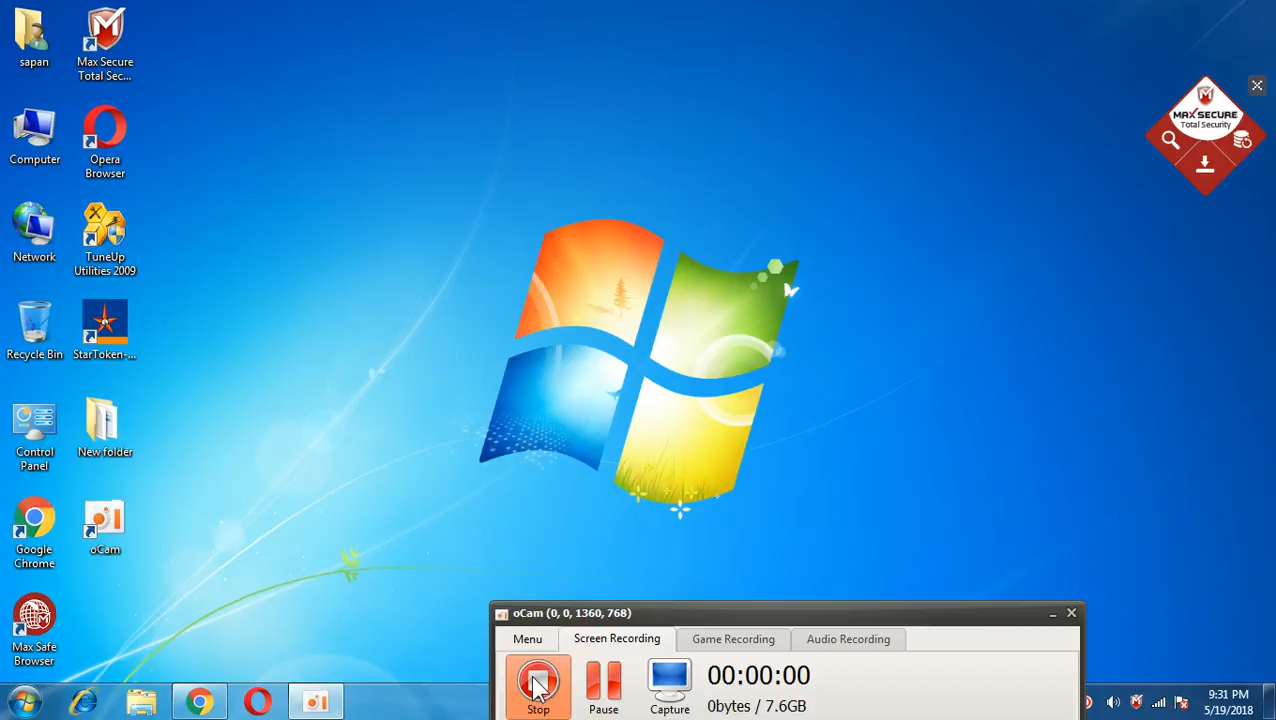 sapan
Max Secure
Total Sec...
Computer
Opera
Browser
Network
TuneUp
Utilities 2009
Recycle Bin
StarToken-...
Control
Panel
New folder
Google
Chrome
oCam
Max Safe
Browser
MAX SECURE
Total Security
oCam (0, 0, 1360, 768)
Menu
Screen Recording
Game Recording
Audio Recording
Stop
Pause
Capture
00:00:00
0bytes / 7.6GB
9:31 PM
5/19/2018